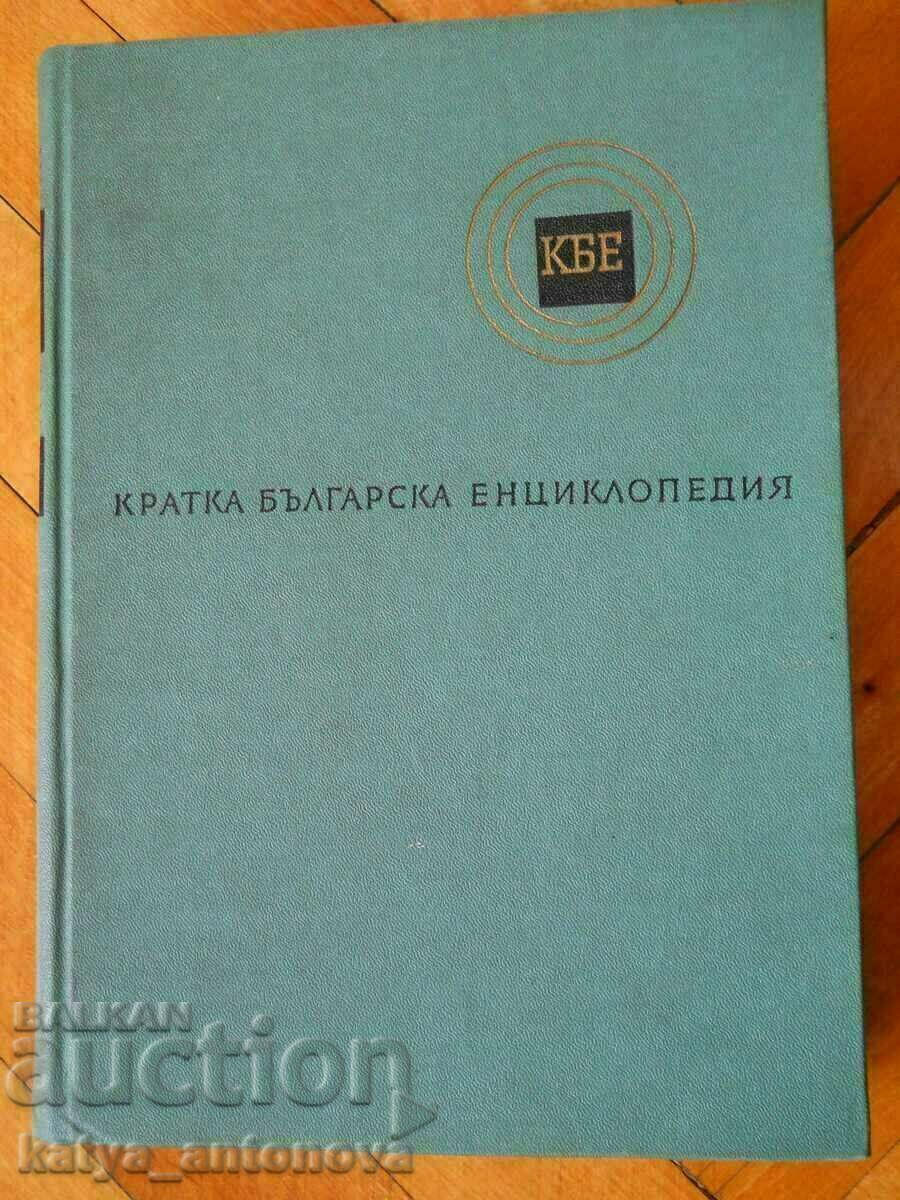 КБЕ
КРАТКА БЪЛГАРСКА ЕНЦИКЛОПЕДИЯ
BALKAN
auction
katya_antonova